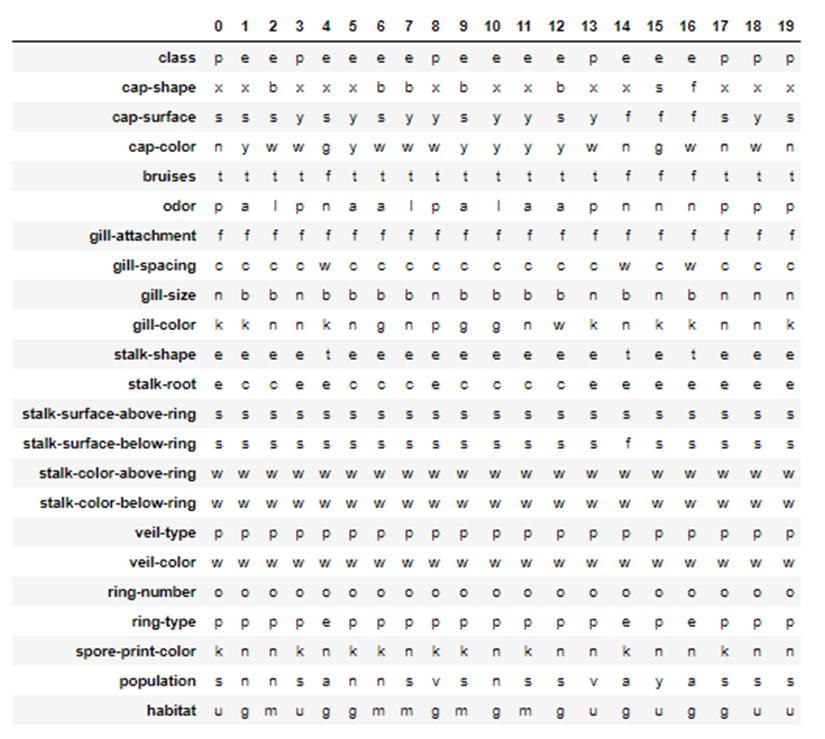 0 1 2 3 4 5 6 7 8 9 10 11 12 13 14 15 16 17 18 19
class p e e p e e e e p e e e e p e e e p p p
cap-shape x x b x x x b b x b x x b x x s f x x x
cap-surface s s s y s y s y y s y y s y f f f s y s
cap-color n y w w g y w w w y y y y w n g w n w n
bruises t t t t f t t t t t t t t t f f f t t t
odor p a l p n a a l p a l a a p n n n p p p
gill-attachment f f f f f f f f f f f f f f f f f f f f
gill-spacing c c c c w c c c c c c c c c w c w c c c
gill-size n b b n b b b b n b b b b n b n b n n n
gill-color k k n n k n g n p g g n w k n k k n n k
stalk-shape e e e e t e e e e e e e e e t e t e e e
stalk-root e c c e e c c c e c c c c e e e e e e e
stalk-surface-above-ring s s s s s s s s s s s s s s s s s s s s
stalk-surface-below-ring s s s s s s s s s s s s s s f s s s s s
stalk-color-above-ring w w w w w w w w w w w w w w w w w w w w
stalk-color-below-ring w w w w w w w w w w w w w w w w w w w w
veil-type p p p p p p p p p p p p p p p p p p p p
veil-color w w w w w w w w w w w w w w w w w w w w
ring-number o o o o o o o o o o o o o o o o o o o o
ring-type p p p p e p p p p p p p p p e p e p p p
spore-print-color k n n k n k k n k k n k n n k n n k n n
population s n n s a n n s v s n s s v a y a s s s
habitat u g m u g g m m g m g m g u g u g g u u